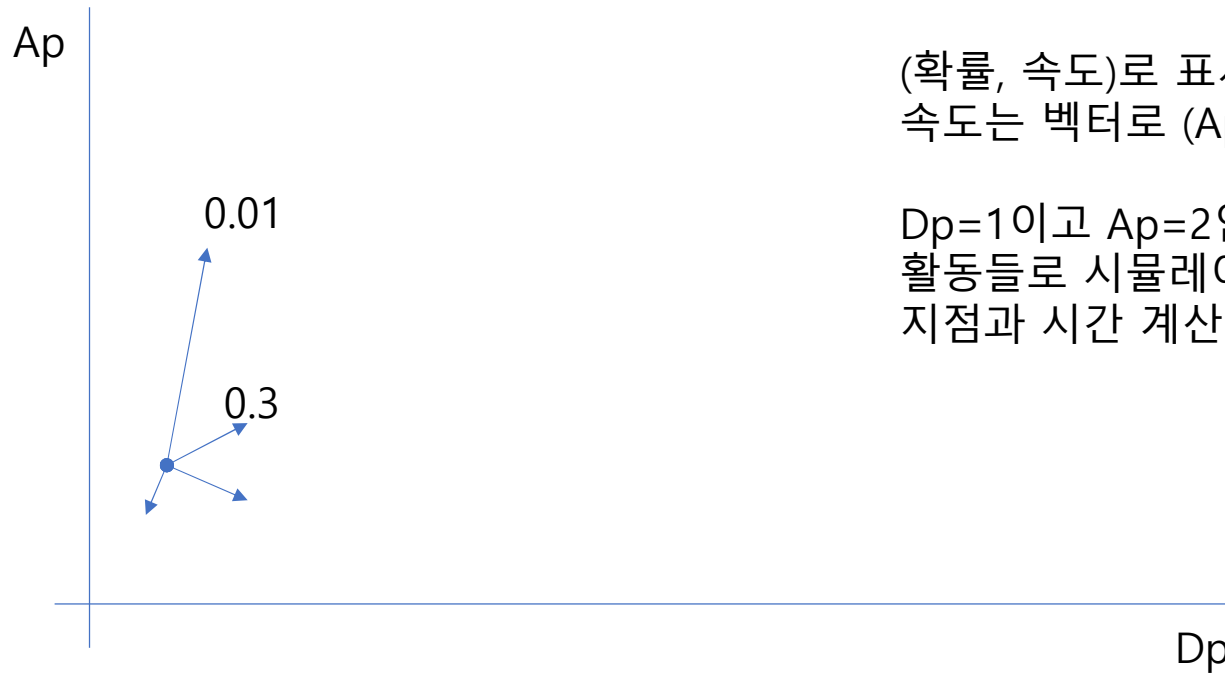 Ap
(확률, 속도)로 표
속도는 벡터로 (A
0.01
Dp=1이고 Ap=2
활동들로 시뮬레
지점과 시간 계산
0.3
Dp